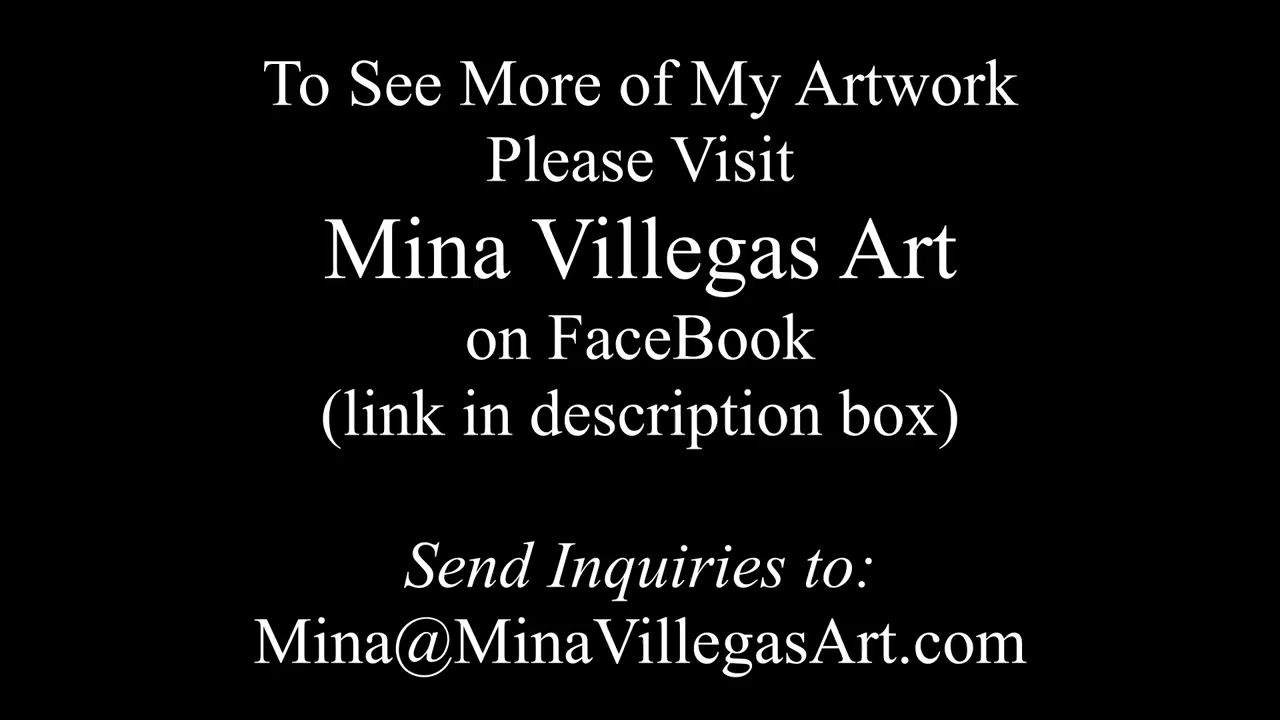 To See More of My Artwork
Please Visit
Mina Villegas Art
on FaceBook
(link in description box)
Send Inquiries to:
Mina@MinaVillegasArt.com